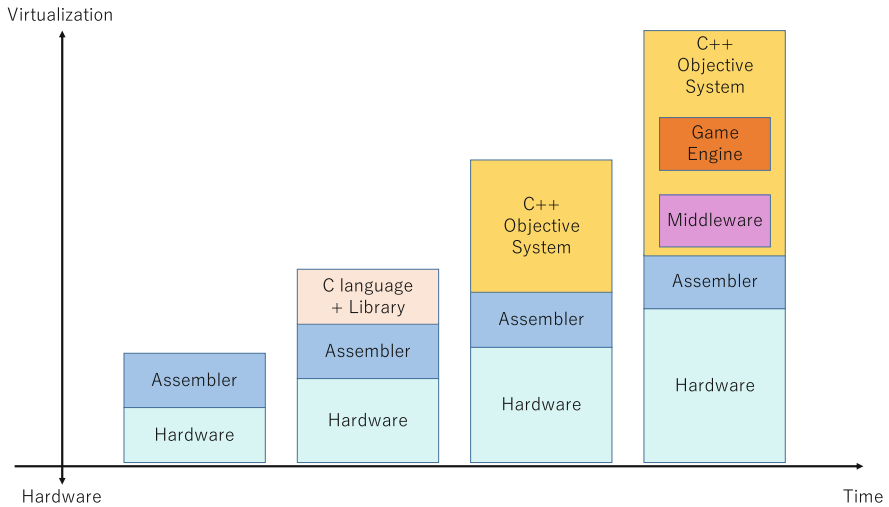 Virtualization
Assembler
Hardware
C language
+ Library
Assembler
Hardware
C++
Objective
System
Assembler
Hardware
C++
Objective
System
Game
Engine
Middleware
Assembler
Hardware
Hardware
Time